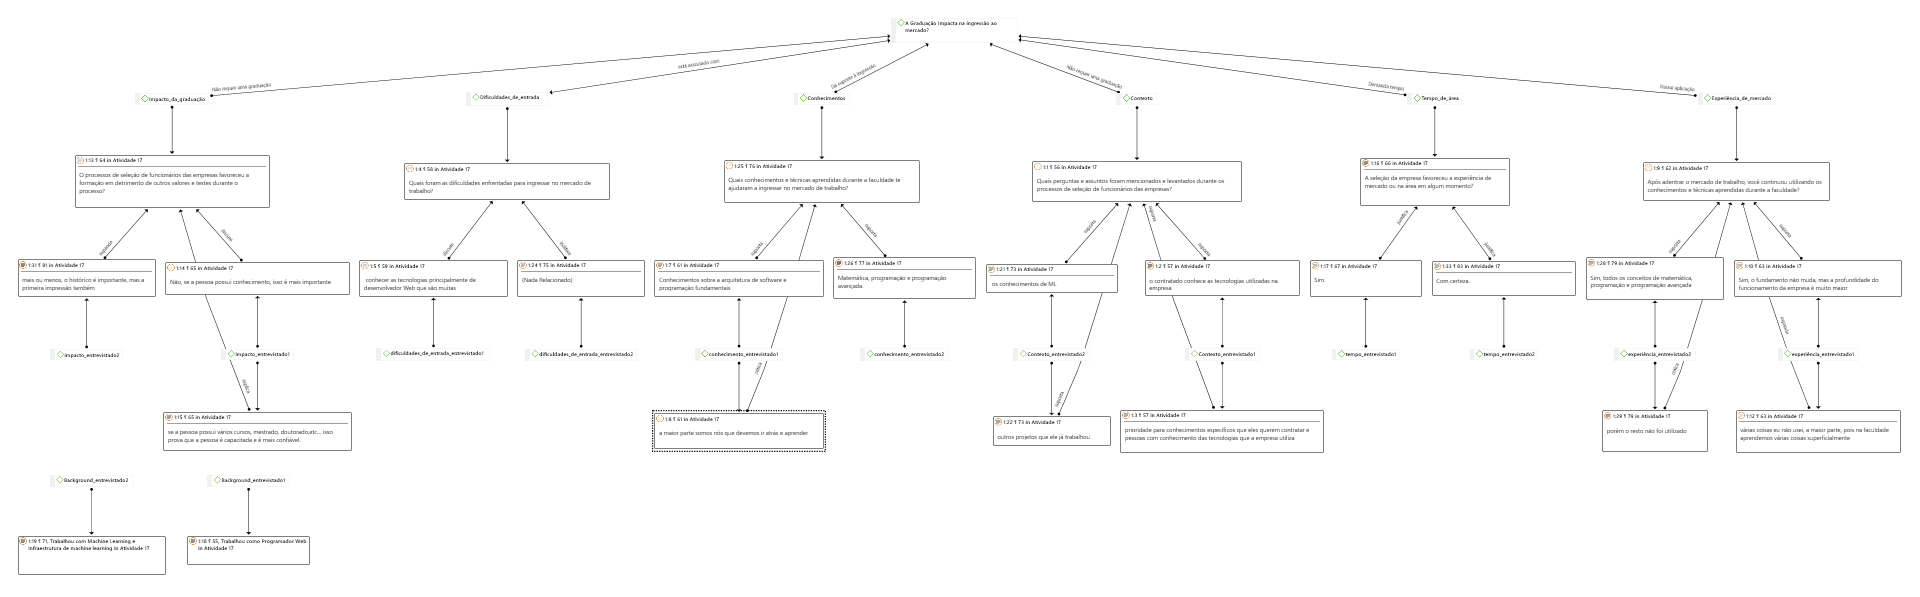 A Graduação Impacta na ingressão ao
mercado?
Não requer uma graduação
está associado com
Dá suporte à ingressão
Não requer uma graduação
Demanda tempo
Possui aplicação
Impacto_da_graduação
Dificuldades_de_entrada
Conhecimentos
Contexto
Tempo_de_área
Experiência_de_mercado
1:13 ¶ 64 in Atividade 17
O processos de seleção de funcionários das empresas favoreceu a
formação em detrimento de outros valores e testes durante o
processo?
1:4 ¶ 58 in Atividade 17
Quais foram as dificuldades enfrentadas para ingressar no mercado de
trabalho?
1:25 ¶ 76 in Atividade 17
Quais conhecimentos e técnicas aprendidas durante a faculdade te
ajudaram a ingressar no mercado de trabalho?
1:1 ¶ 56 in Atividade 17
Quais perguntas e assuntos foram mencionados e levantados durante os
processos de seleção de funcionários das empresas?
1:16 ¶ 66 in Atividade 17
A seleção da empresa favoreceu a experiência de
mercado ou na área em algum momento?
1:9 ¶ 62 in Atividade 17
Após adentrar o mercado de trabalho, você continuou utilizando os
conhecimentos e técnicas aprendidas durante a faculdade?
expande
discute
discute
justifica
suporta
suporta
suporta
suporta
suporta
justifica
justifica
suporta
suporta
1:31 ¶ 81 in Atividade 17
mais ou menos, o histórico é importante, mas a
primeira impressão também
1:14 ¶ 65 in Atividade 17
Não, se a pessoa possui conhecimento, isso é mais importante
1:5 ¶ 59 in Atividade 17
conhecer as tecnologias principalmente de
desenvolvedor Web que são muitas
1:24 ¶ 75 in Atividade 17
(Nada Relacionado)
1:7 ¶ 61 in Atividade 17
Conhecimentos sobre a arquitetura de software e
programação fundamentais
1:26 ¶ 77 in Atividade 17
Matemática, programação e programação
avançada.
1:21 ¶ 73 in Atividade 17
os conhecimentos de ML
1:2 ¶ 57 in Atividade 17
o contratado conhece as tecnologias utilizadas na
empresa
1:17 ¶ 67 in Atividade 17
Sim.
1:33 ¶ 83 in Atividade 17
Com certeza.
1:28 ¶ 79 in Atividade 17
Sim, todos os conceitos de matemática,
programação e programação avançada
1:10 ¶ 63 in Atividade 17
Sim, o fundamento não muda, mas a profundidade do
funcionamento da empresa é muito maior
expande
impacto_entrevistado2
impacto_entrevistado1
dificuldades_de_entrada_entrevistado1
dificuldades_de_entrada_entrevistado2
conhecimento_entrevistado1
conhecimento_entrevistado2
Contexto_entrevistado2
Contexto_entrevistado1
tempo_entrevistado1
tempo_entrevistado2
experiência_entrevistado2
experiência_entrevistado1
explica
critica
suporta
critica
1:15 ¶ 65 in Atividade 17
se a pessoa possui vários cursos, mestrado, doutorado,etc... isso
prova que a pessoa é capacitada e é mais confiável.
1:8 ¶ 61 in Atividade 17
a maior parte somos nós que devemos ir atrás e aprender
1:22 ¶ 73 in Atividade 17
outros projetos que ele já trabalhou
1:3 ¶ 57 in Atividade 17
prioridade para conhecimentos específicos que eles querem contratar e
pessoas com conhecimento das tecnologias que a empresa utiliza
1:29 ¶ 79 in Atividade 17
porém o resto não foi utilizado
1:12 ¶ 63 in Atividade 17
várias coisas eu não usei, a maior parte, pois na faculdade
aprendemos várias coisas superficialmente
Background_entrevistado2
Background_entrevistado1
1:19 ¶ 71, Trabalhou com Machine Learning e
Infraestrutura de machine learning in Atividade 17
1:18 ¶ 55, Trabalhou como Programador Web
in Atividade 17